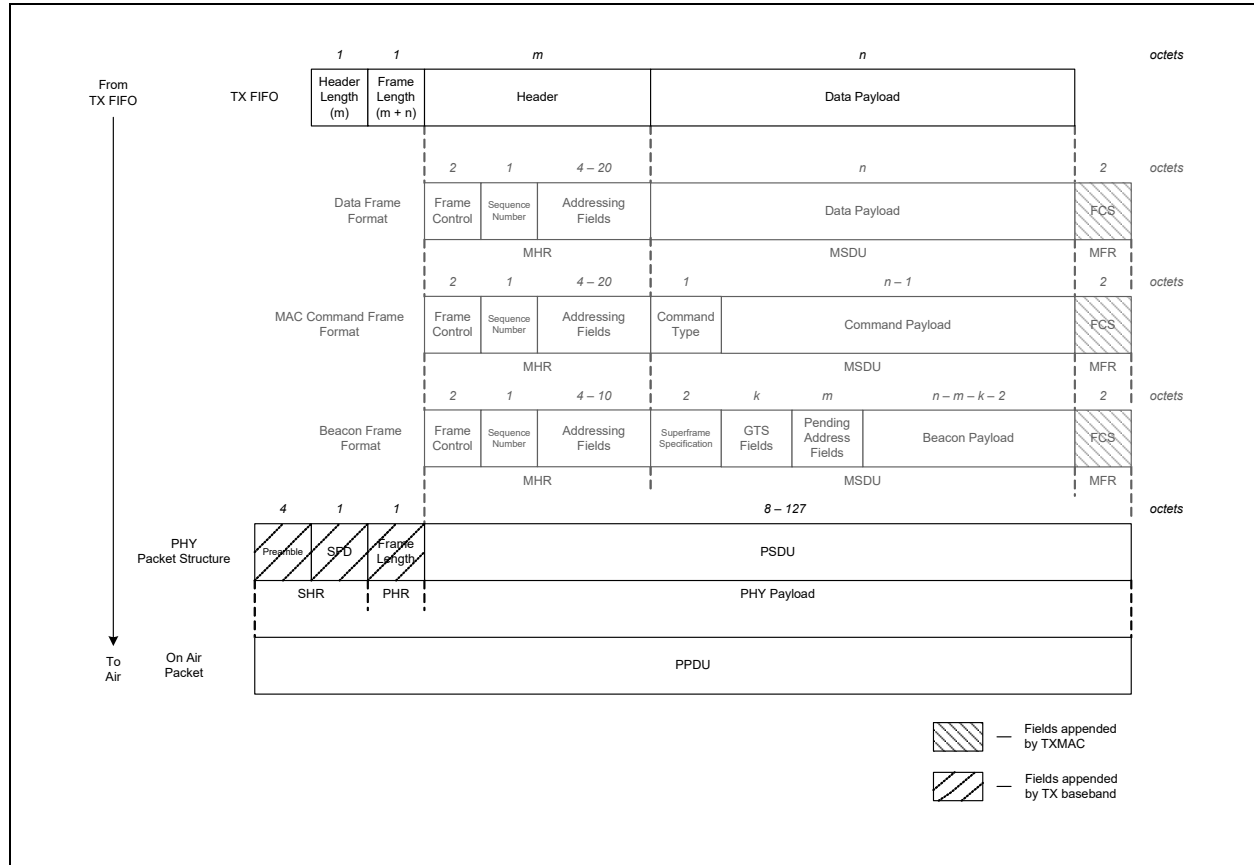 1 1 m n octets
From
TX FIFO
TX FIFO
Header
Length
(m)
Frame
Length
(m + n)
Header
Data Payload
2 1 4 – 20 n 2 octets
Data Frame
Format
Frame
Control
Sequence
Number
Addressing
Fields
Data Payload
FCS
MHR MSDU MFR
2 1 4 – 20 1 n – 1 2 octets
MAC Command Frame
Format
Frame
Control
Sequence
Number
Addressing
Fields
Command
Type
Command Payload
FCS
MHR MSDU MFR
2 1 4 – 10 2 k m n – m – k – 2 2 octets
Beacon Frame
Format
Frame
Control
Sequence
Number
Addressing
Fields
Superframe
Specification
GTS
Fields
Pending
Address
Fields
Beacon Payload
FCS
MHR MSDU MFR
4 1 1 8 – 127 octets
PHY
Packet Structure
Preamble
SFD
Frame
Length
PSDU
SHR PHR PHY Payload
To
Air
On Air
Packet
PPDU
– Fields appended
by TXMAC
– Fields appended
by TX baseband